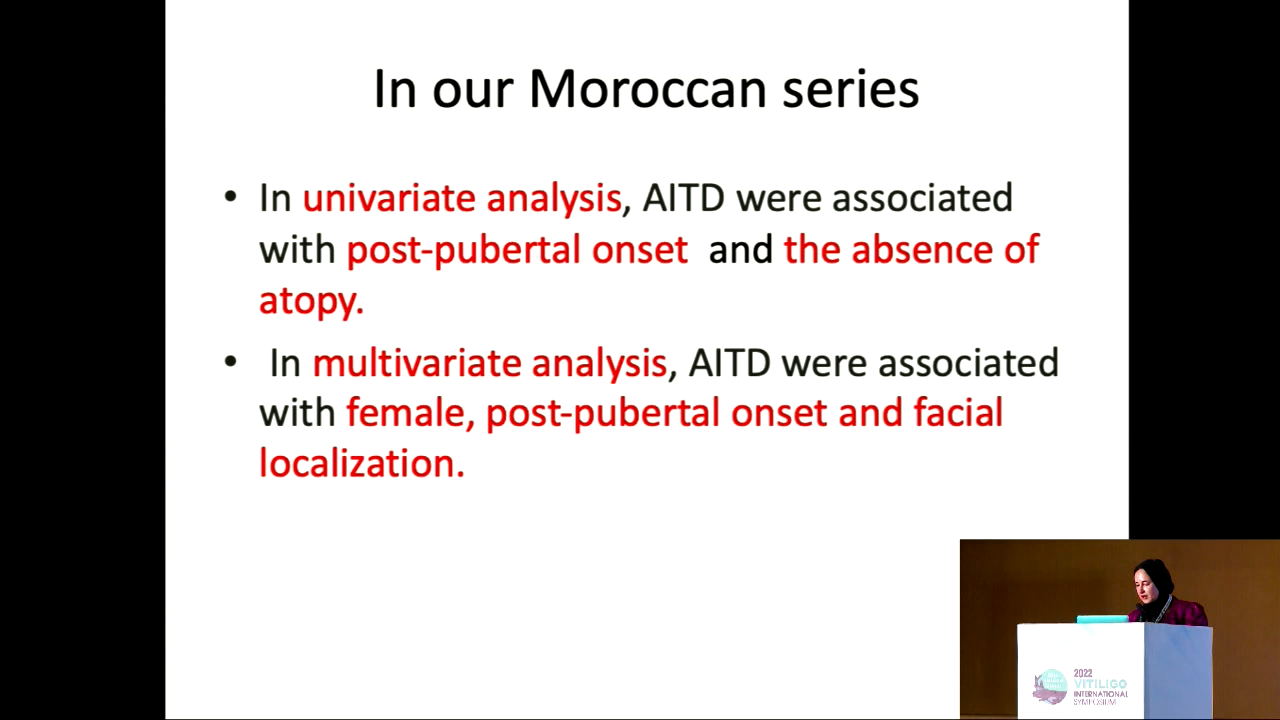 In our Moroccan series
• In univariate analysis, AITD were associated
with post-pubertal onset and the absence of
atopy.
• In multivariate analysis, AITD were associated
with female, post-pubertal onset and facial
localization.
2022
VITILIGO
INTERNATIONAL
SYMPOSIUM